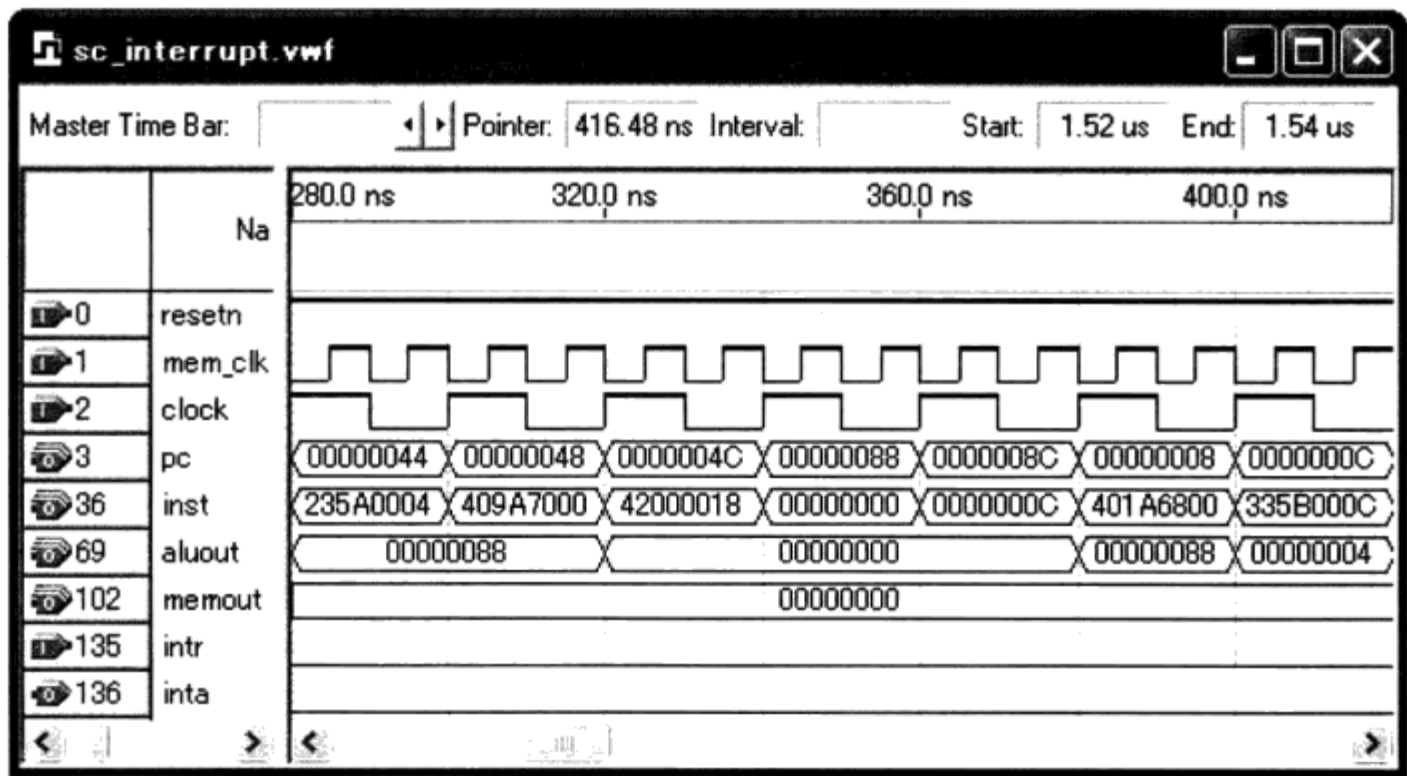 sc_interrupt.vwf
Master Time Bar: Pointer: 416.48 ns Interval: Start: 1.52 us End: 1.54 us
Na
280.0 ns 320.0 ns 360.0 ns 400.0 ns
0 resetn
1 mem_clk
2 clock
3 pc 00000044 00000048 0000004C 00000088 0000008C 00000008 0000000C
36 inst 235A0004 409A7000 42000018 00000000 0000000C 401A6800 335B000C
69 aluout 00000088 00000000 00000088 00000004
102 memout 00000000
135 intr
136 inta